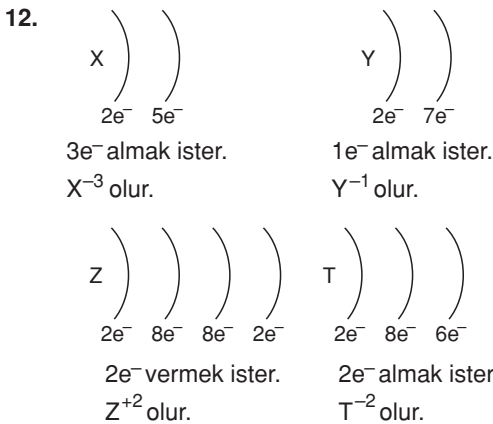 12.
X Y
2e⁻ 5e⁻ 2e⁻ 7e⁻
3e⁻ almak ister. 1e⁻ almak ister.
X⁻³ olur. Y⁻¹ olur.
Z T
2e⁻ 8e⁻ 8e⁻ 2e⁻ 2e⁻ 8e⁻ 6e⁻
2e⁻ vermek ister. 2e⁻ almak ister
Z⁺² olur. T⁻² olur.